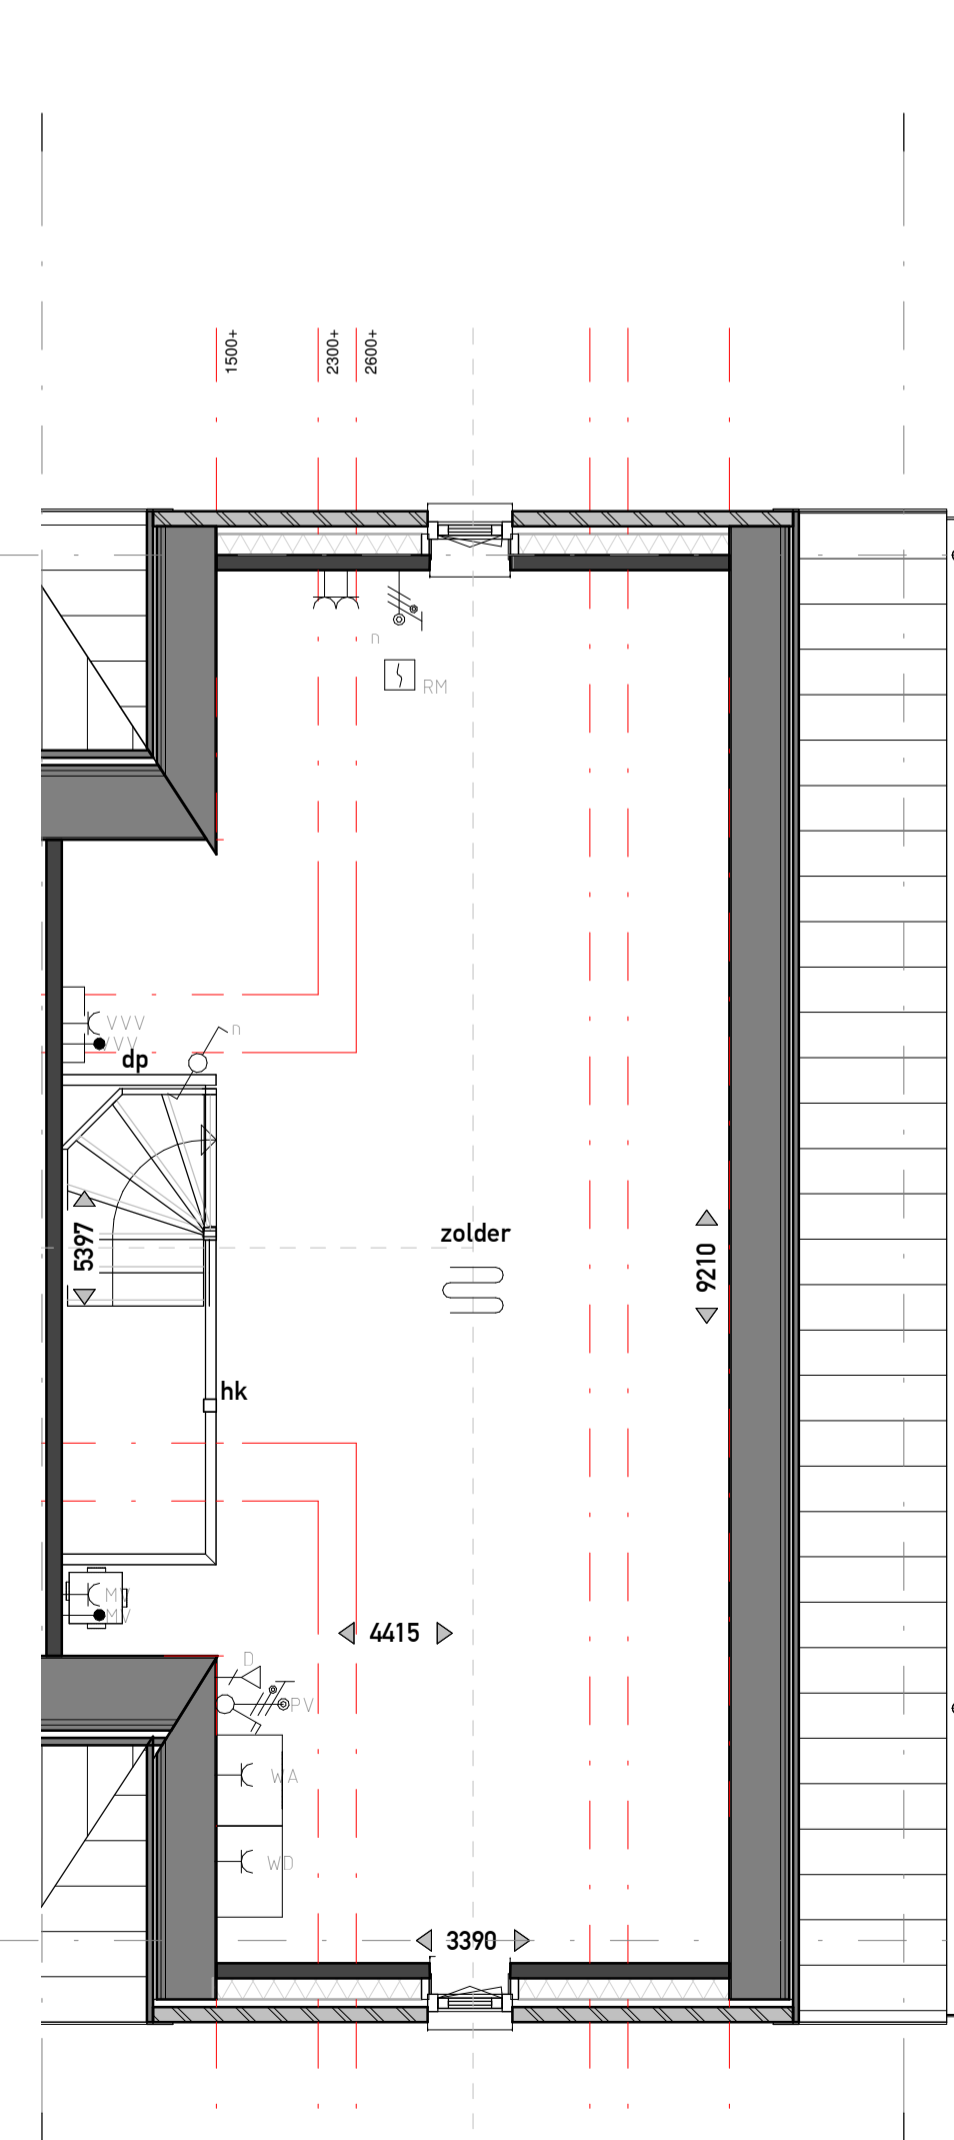 1500+
2300+
2600+
n
RM
VVV
VVV
n
dp
5397
zolder
9210
hk
MV
MV
4415
D
PV
WA
WD
3390